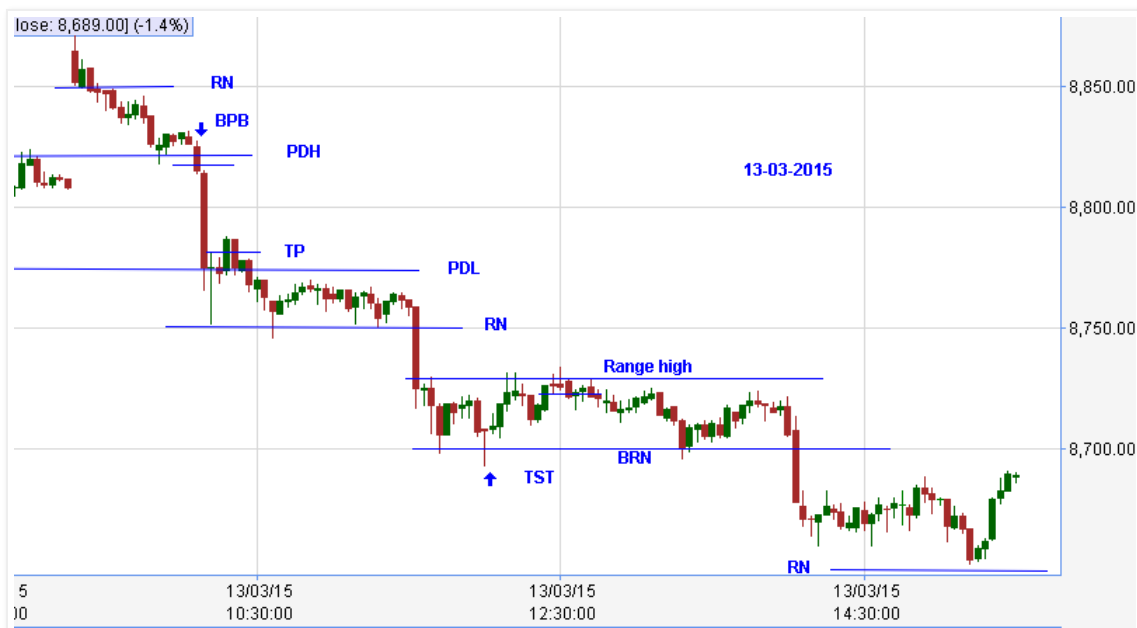 lose: 8,689.00] (-1.4%)
RN
8,850.00
BPB
PDH
13-03-2015
8,800.00
TP
PDL
RN
8,750.00
Range high
BRN
8,700.00
TST
RN
5 13/03/15 13/03/15 13/03/15
00 10:30:00 12:30:00 14:30:00